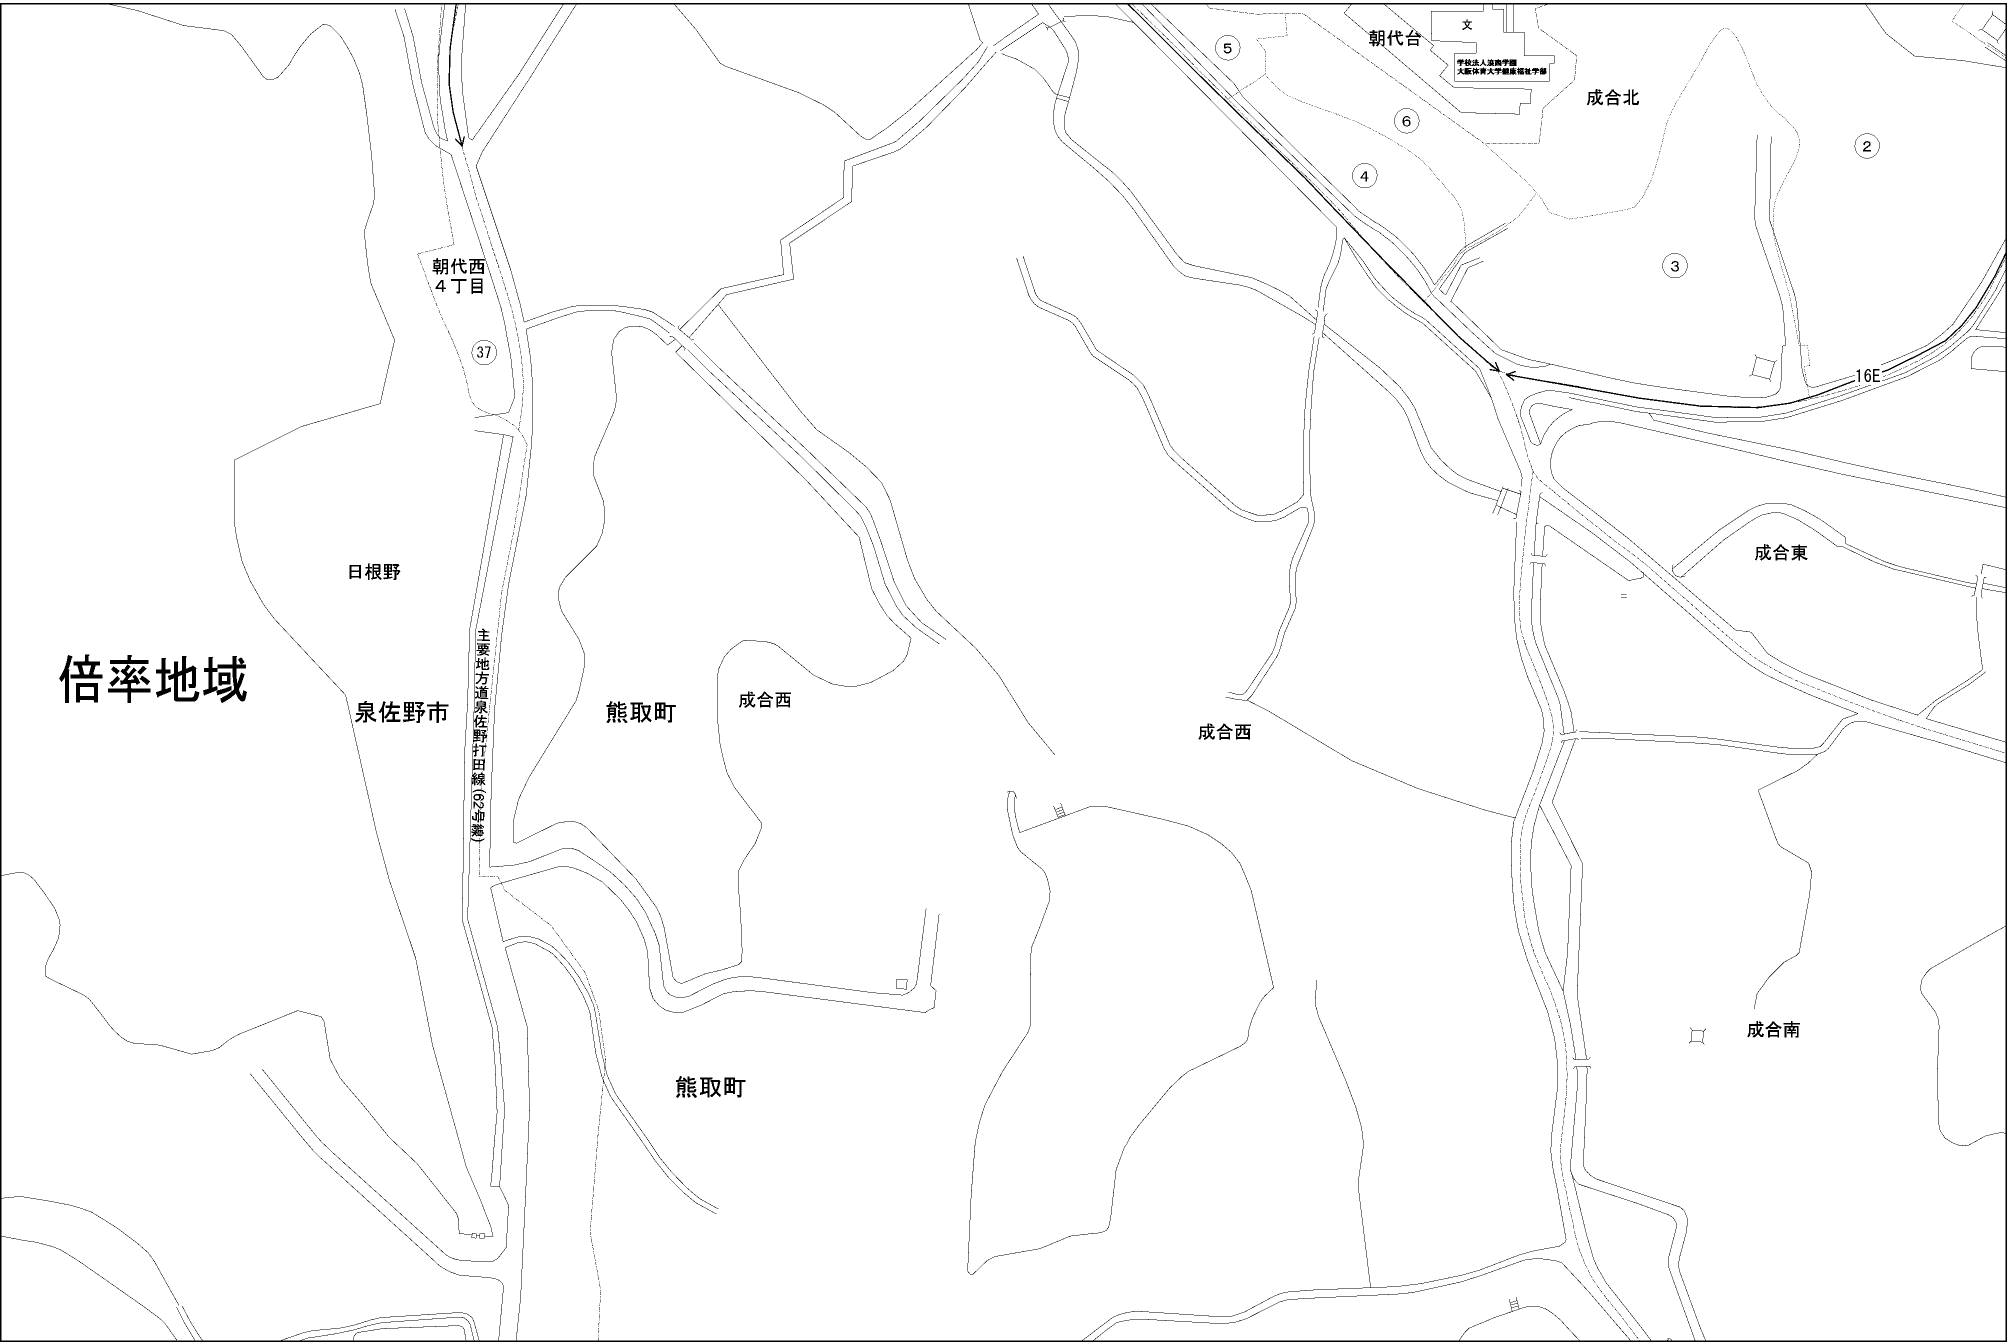 文
朝代台
学校法人浪商学園
大阪体育大学健康福祉学部
成合北
⑤
⑥
④
②
③
朝代西
4丁目
㊲
16E
成合東
日根野
倍率地域
泉佐野市
主要地方道泉佐野打田線(62号線)
熊取町
成合西
成合西
成合南
熊取町